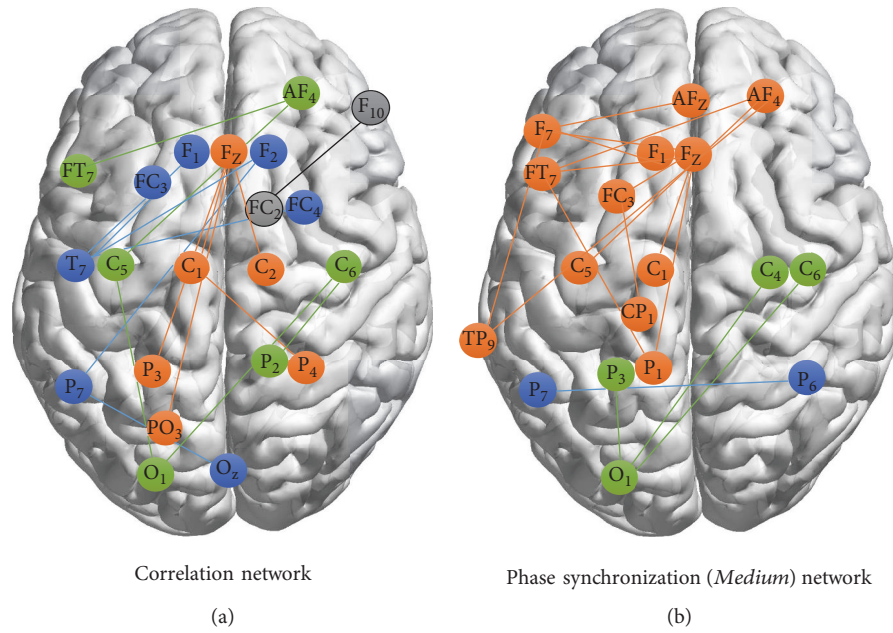 AF4
F10
F1
FZ
F2
FT7
FC3
FC2
FC4
T7
C5
C1
C2
C6
P7
P3
P2
P4
PO3
O1
Oz
Correlation network
(a)
AFZ
AF4
F7
F1
FZ
FT7
FC3
C5
C1
C4
C6
CP1
TP9
P7
P3
P1
P6
O1
Phase synchronization (Medium) network
(b)